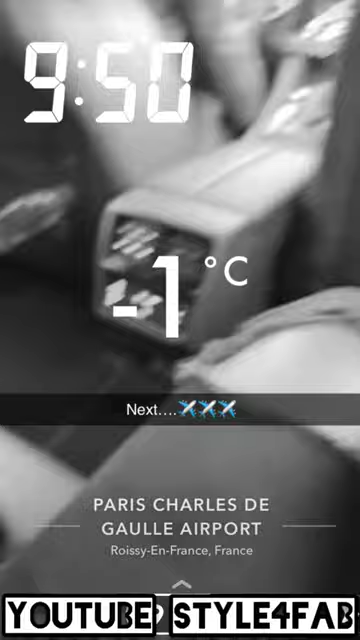 9:50
-1 °C
Next....✈️✈️✈️
PARIS CHARLES DE
GAULLE AIRPORT
Roissy-En-France, France
YOUTUBE STYLE4FAB